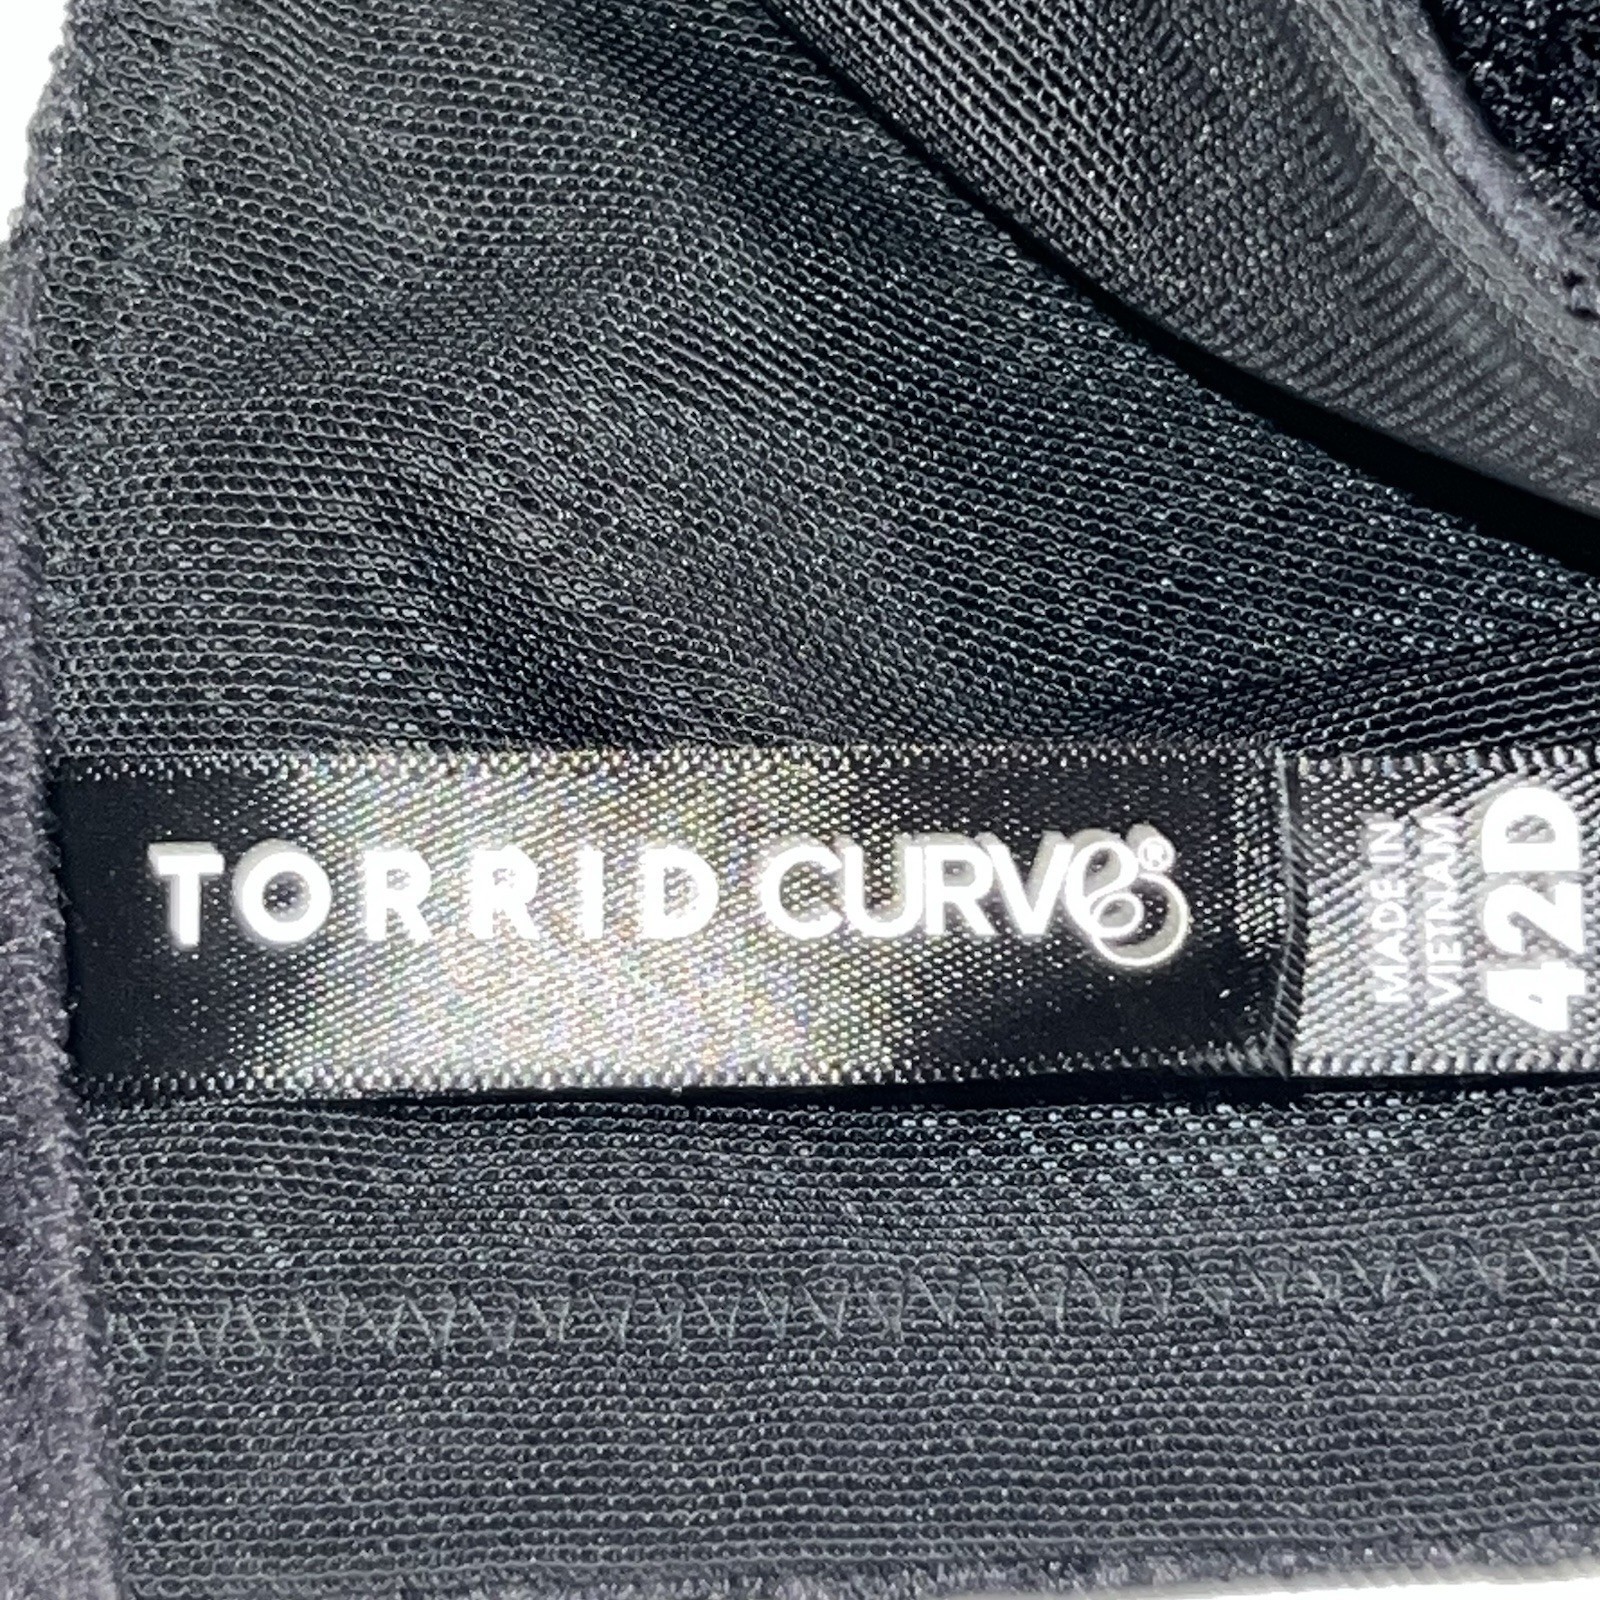 TORRID CURVE®
MADE IN
VIETNAM
42D